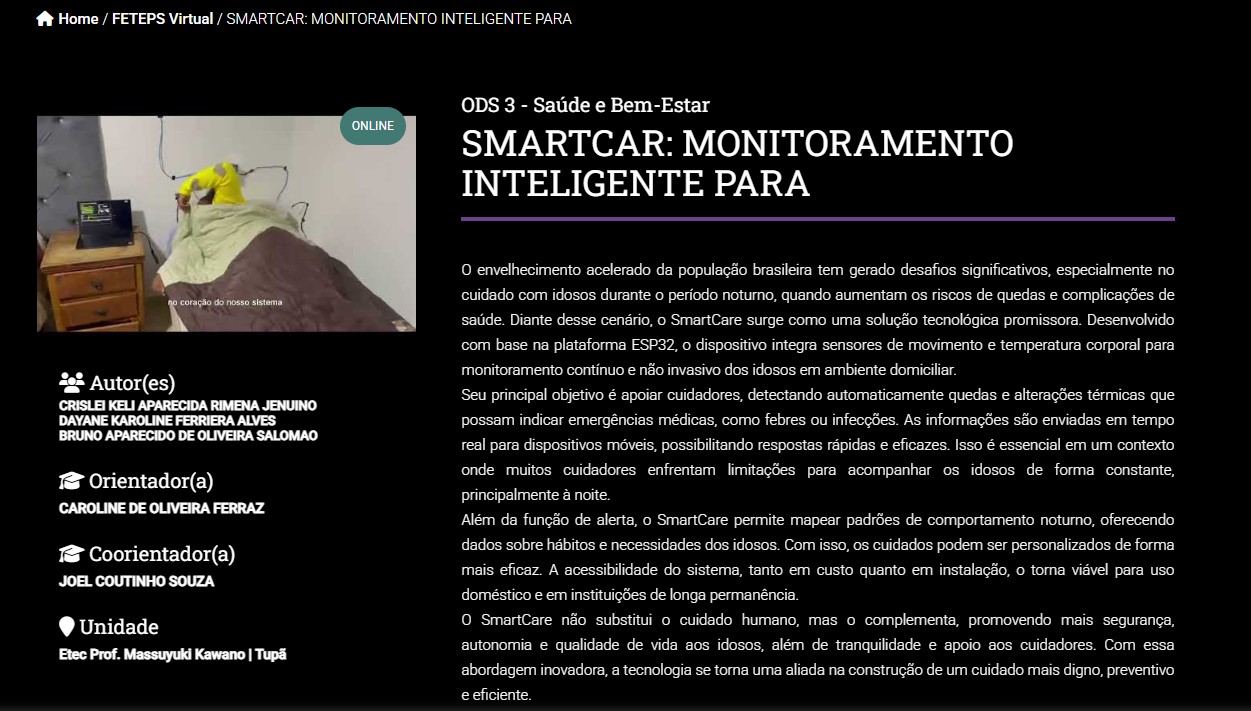 Home / FETEPS Virtual / SMARTCAR: MONITORAMENTO INTELIGENTE PARA
ONLINE
no coração do nosso sistema
Autor(es)
CRISLEI KELI APARECIDA RIMENA JENUINO
DAYANE KAROLINE FERRIERA ALVES
BRUNO APARECIDO DE OLIVEIRA SALOMAO
Orientador(a)
CAROLINE DE OLIVEIRA FERRAZ
Coorientador(a)
JOEL COUTINHO SOUZA
Unidade
Etec Prof. Massuyuki Kawano | Tupã
ODS 3 - Saúde e Bem-Estar
SMARTCAR: MONITORAMENTO
INTELIGENTE PARA
O envelhecimento acelerado da população brasileira tem gerado desafios significativos, especialmente no
cuidado com idosos durante o período noturno, quando aumentam os riscos de quedas e complicações de
saúde. Diante desse cenário, o SmartCare surge como uma solução tecnológica promissora. Desenvolvido
com base na plataforma ESP32, o dispositivo integra sensores de movimento e temperatura corporal para
monitoramento contínuo e não invasivo dos idosos em ambiente domiciliar.
Seu principal objetivo é apoiar cuidadores, detectando automaticamente quedas e alterações térmicas que
possam indicar emergências médicas, como febres ou infecções. As informações são enviadas em tempo
real para dispositivos móveis, possibilitando respostas rápidas e eficazes. Isso é essencial em um contexto
onde muitos cuidadores enfrentam limitações para acompanhar os idosos de forma constante,
principalmente à noite.
Além da função de alerta, o SmartCare permite mapear padrões de comportamento noturno, oferecendo
dados sobre hábitos e necessidades dos idosos. Com isso, os cuidados podem ser personalizados de forma
mais eficaz. A acessibilidade do sistema, tanto em custo quanto em instalação, o torna viável para uso
doméstico e em instituições de longa permanência.
O SmartCare não substitui o cuidado humano, mas o complementa, promovendo mais segurança,
autonomia e qualidade de vida aos idosos, além de tranquilidade e apoio aos cuidadores. Com essa
abordagem inovadora, a tecnologia se torna uma aliada na construção de um cuidado mais digno, preventivo
e eficiente.